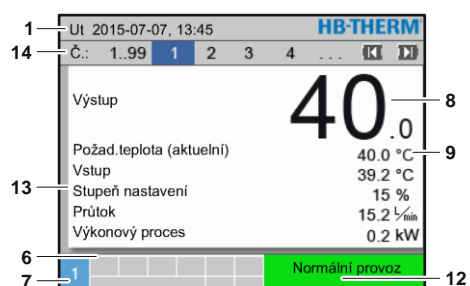 1 Ut 2015-07-07, 13:45 HB-THERM
14 Č.: 1..99 1 2 3 4 ...
Výstup 40.0 8
Požad.teplota (aktuelní) 40.0 °C 9
Vstup 39.2 °C
13 Stupeň nastavení 15 %
Průtok 15.2 L/min
Výkonový proces 0.2 kW
6
7 1 Normální provoz 12